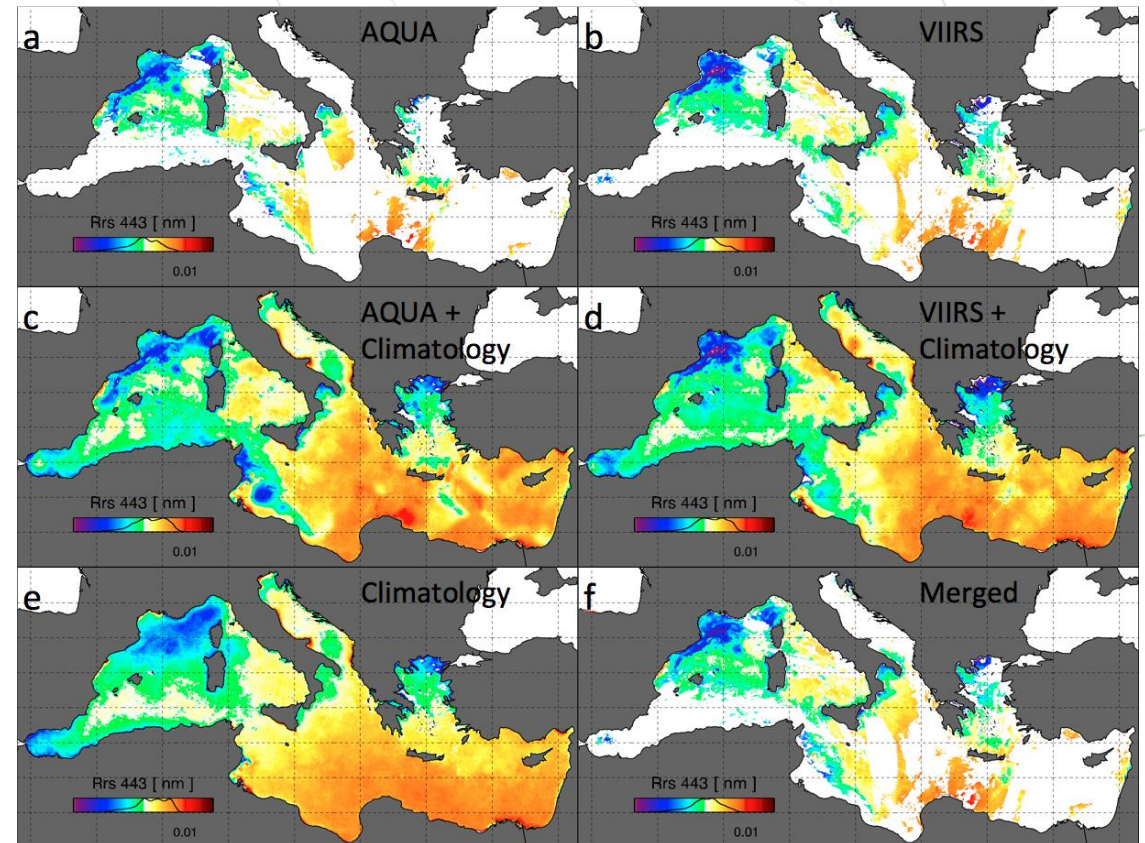 a
AQUA
Rrs 443 [ nm ]
0.01
b
VIIRS
Rrs 443 [ nm ]
0.01
c
AQUA +
Climatology
Rrs 443 [ nm ]
0.01
d
VIIRS +
Climatology
Rrs 443 [ nm ]
0.01
e
Climatology
Rrs 443 [ nm ]
0.01
f
Merged
Rrs 443 [ nm ]
0.01